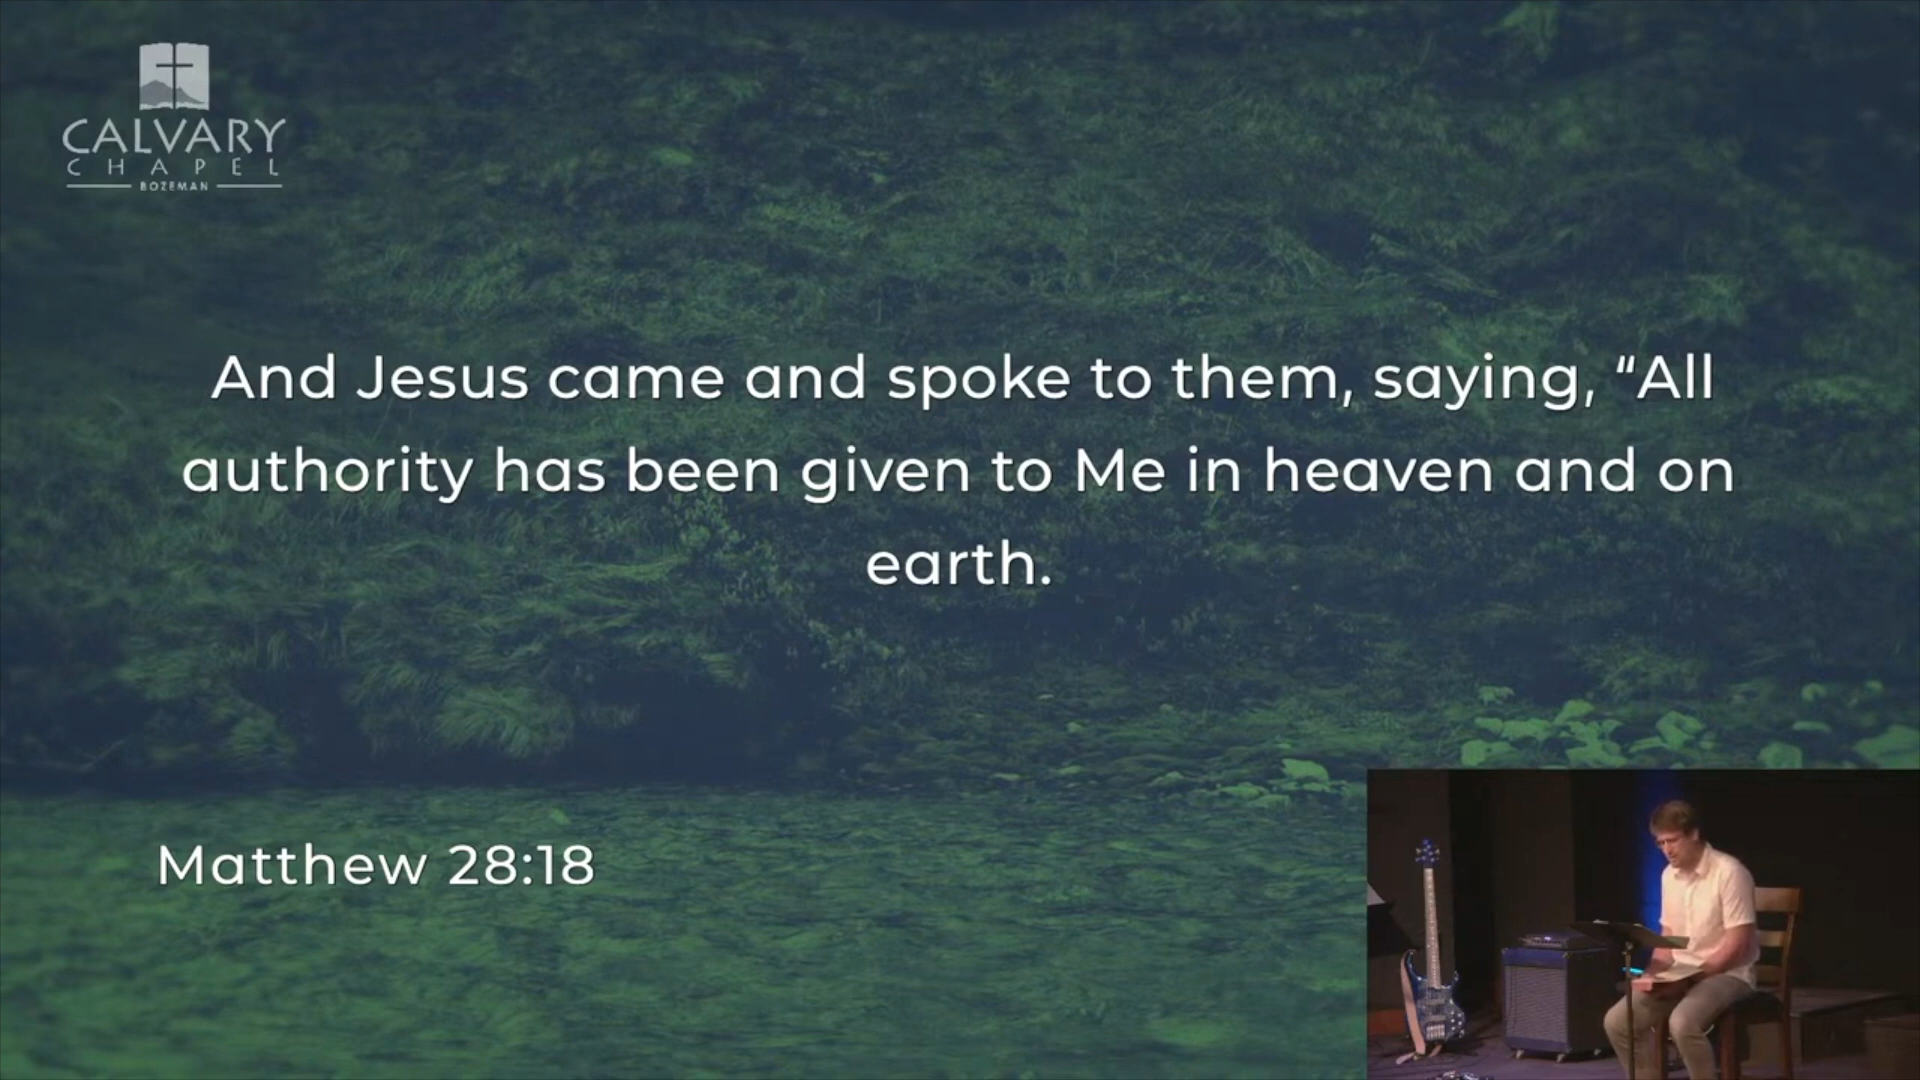 CALVARY
CHAPEL
BOZEMAN
And Jesus came and spoke to them, saying, “All
authority has been given to Me in heaven and on
earth.
Matthew 28:18